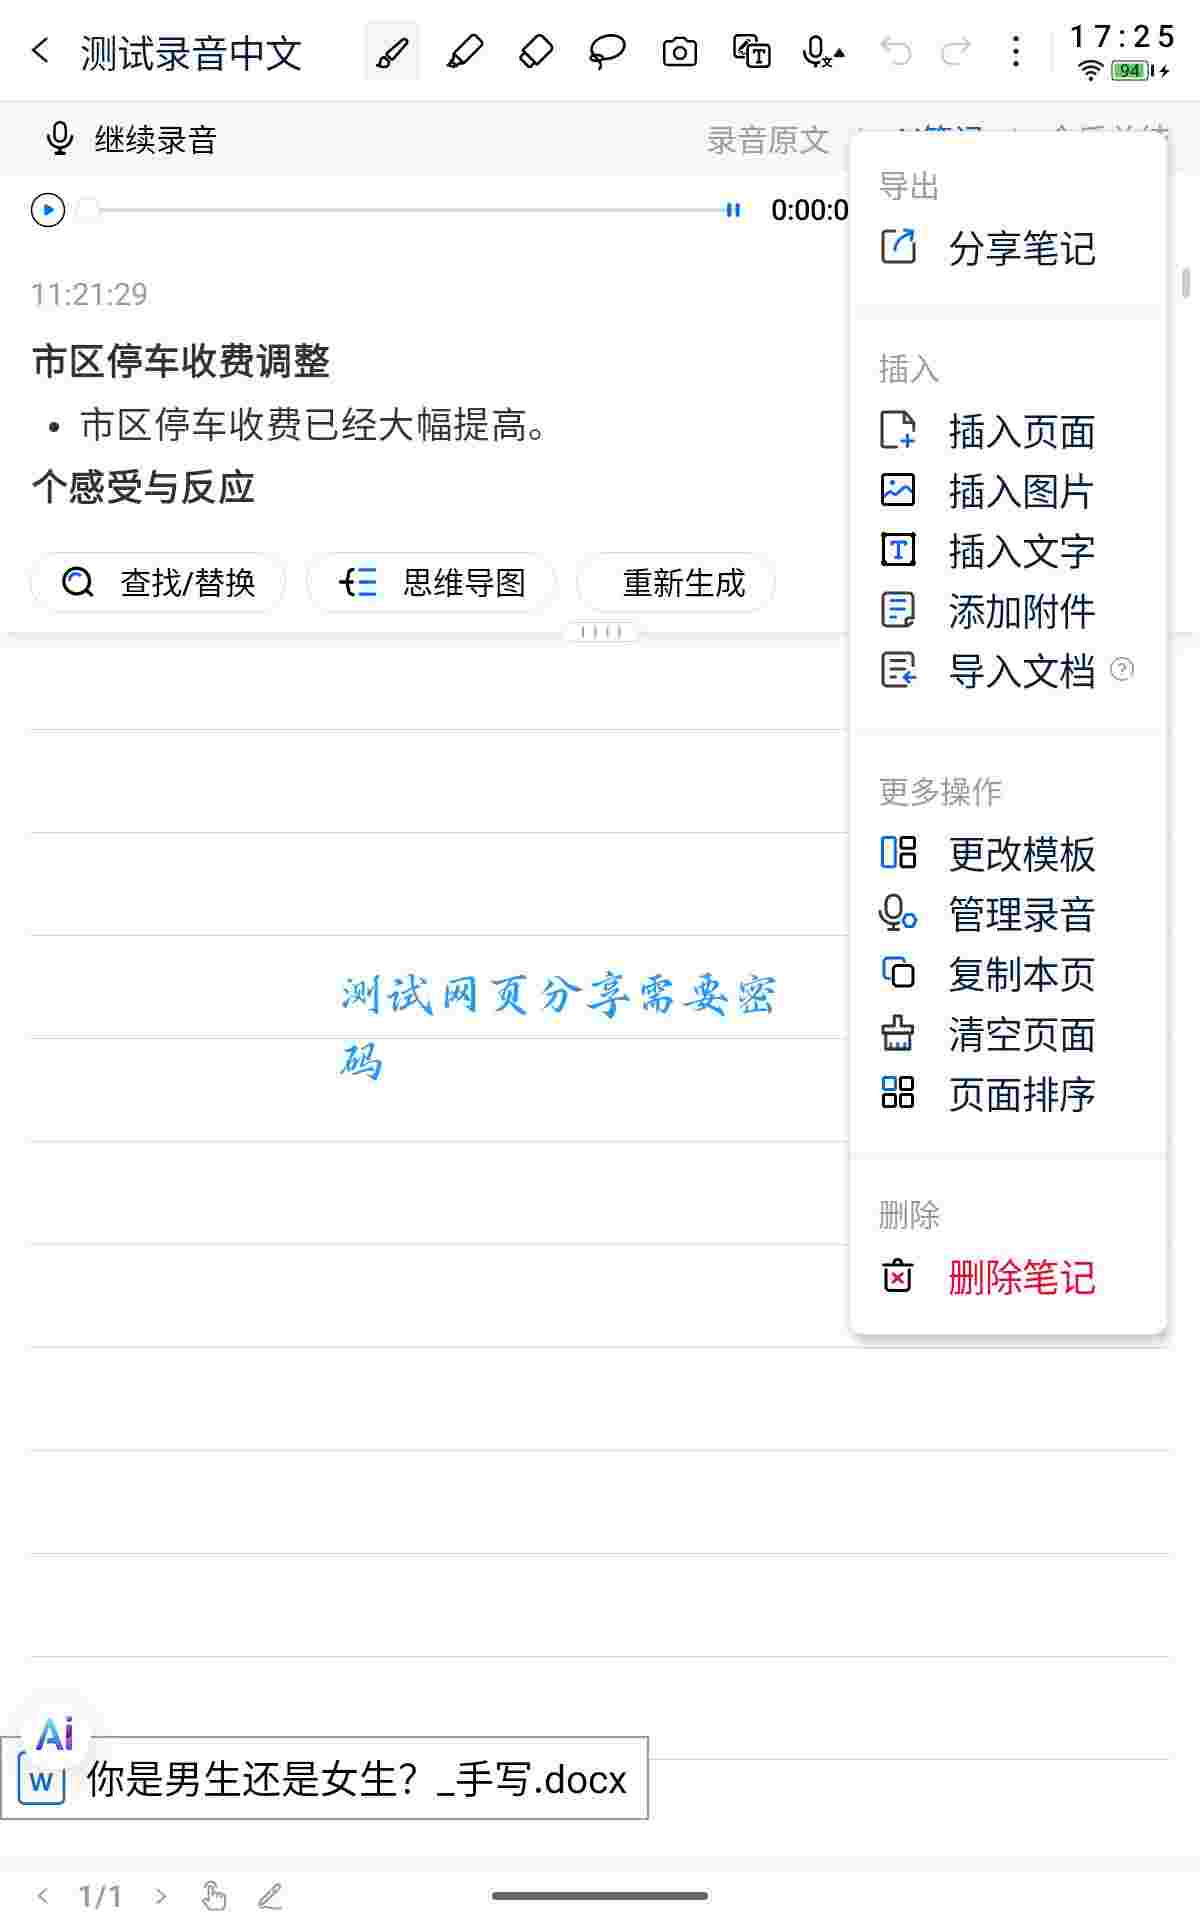 测试录音中文
17:25
94
继续录音
录音原文
0:00:0
11:21:29
市区停车收费调整
• 市区停车收费已经大幅提高。
个感受与反应
查找/替换
思维导图
重新生成
导出
分享笔记
插入
插入页面
插入图片
插入文字
添加附件
导入文档
更多操作
更改模板
管理录音
复制本页
清空页面
页面排序
删除
删除笔记
测试网页分享需要密
码
Ai
W 你是男生还是女生？_手写.docx
1/1